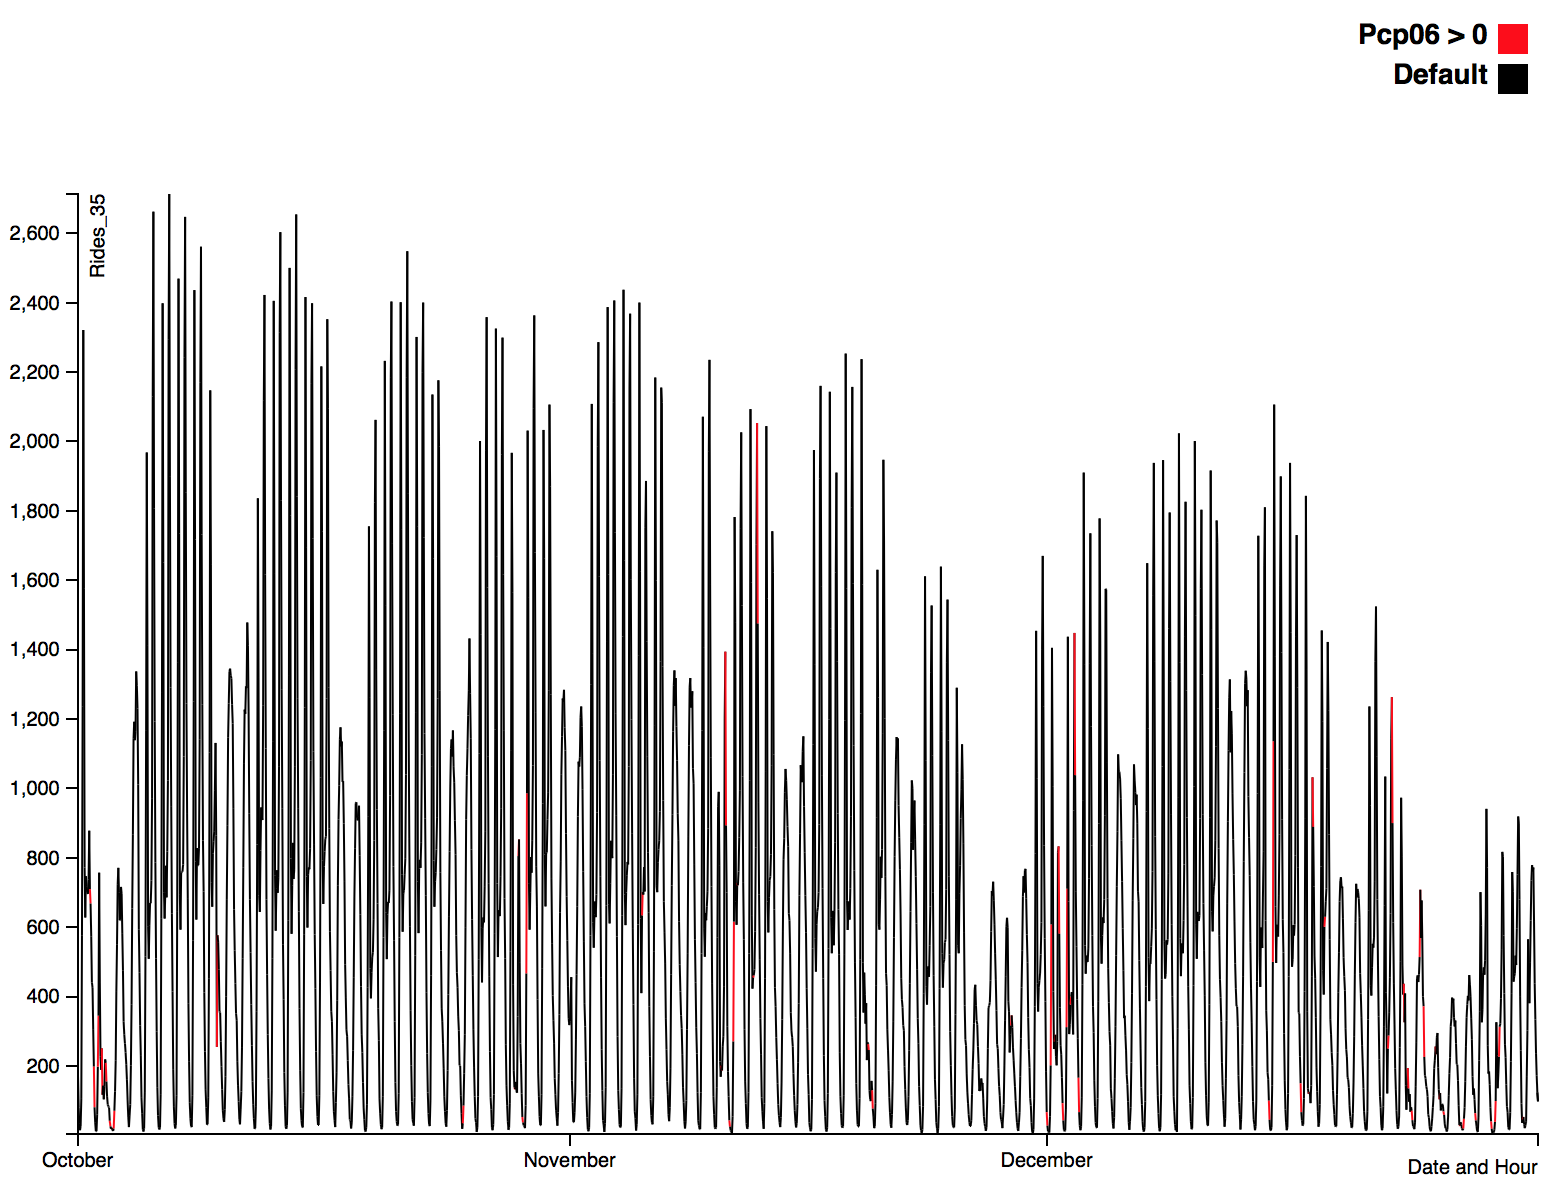 Pcp06 > 0
Default
Rides_35
2,600
2,400
2,200
2,000
1,800
1,600
1,400
1,200
1,000
800
600
400
200
October
November
December
Date and Hour